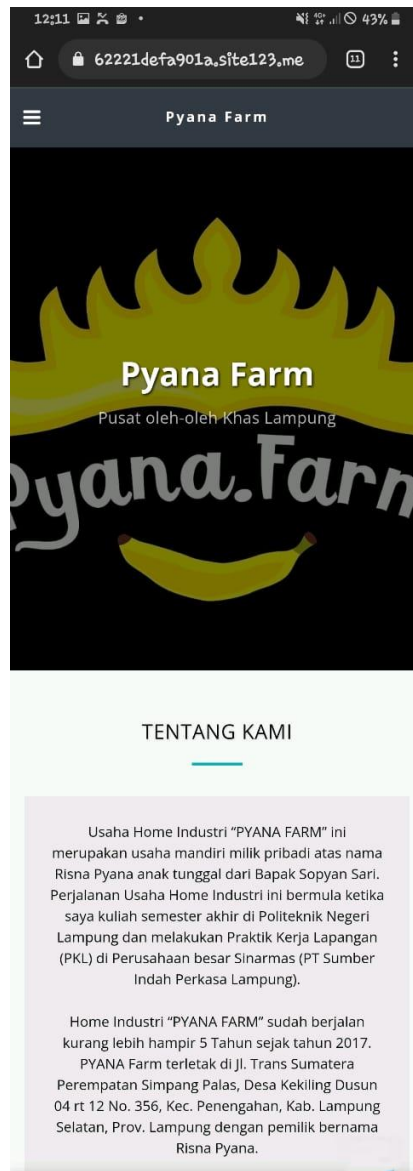 12:11
43%
62221defa901a.site123.me
11
Pyana Farm
Pyana Farm
Pusat oleh-oleh Khas Lampung
Pyana.Farm
TENTANG KAMI
Usaha Home Industri “PYANA FARM” ini
merupakan usaha mandiri milik pribadi atas nama
Risna Pyana anak tunggal dari Bapak Sopyan Sari.
Perjalanan Usaha Home Industri ini bermula ketika
saya kuliah semester akhir di Politeknik Negeri
Lampung dan melakukan Praktik Kerja Lapangan
(PKL) di Perusahaan besar Sinarmas (PT Sumber
Indah Perkasa Lampung).
Home Industri “PYANA FARM” sudah berjalan
kurang lebih hampir 5 Tahun sejak tahun 2017.
PYANA Farm terletak di Jl. Trans Sumatera
Perempatan Simpang Palas, Desa Kekiling Dusun
04 rt 12 No. 356, Kec. Penengahan, Kab. Lampung
Selatan, Prov. Lampung dengan pemilik bernama
Risna Pyana.